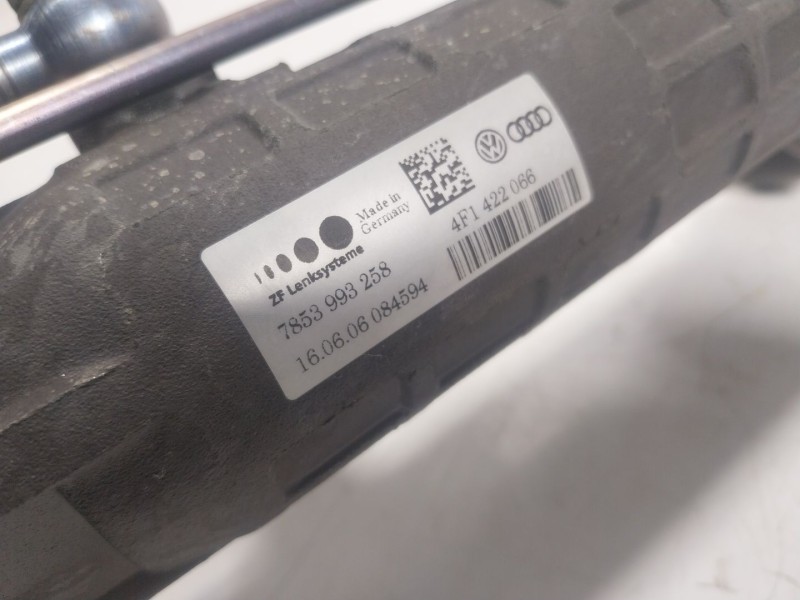 Made in
Germany
ZF Lenksysteme
7853 993 258
16.06.06 084594
4F1 422 066